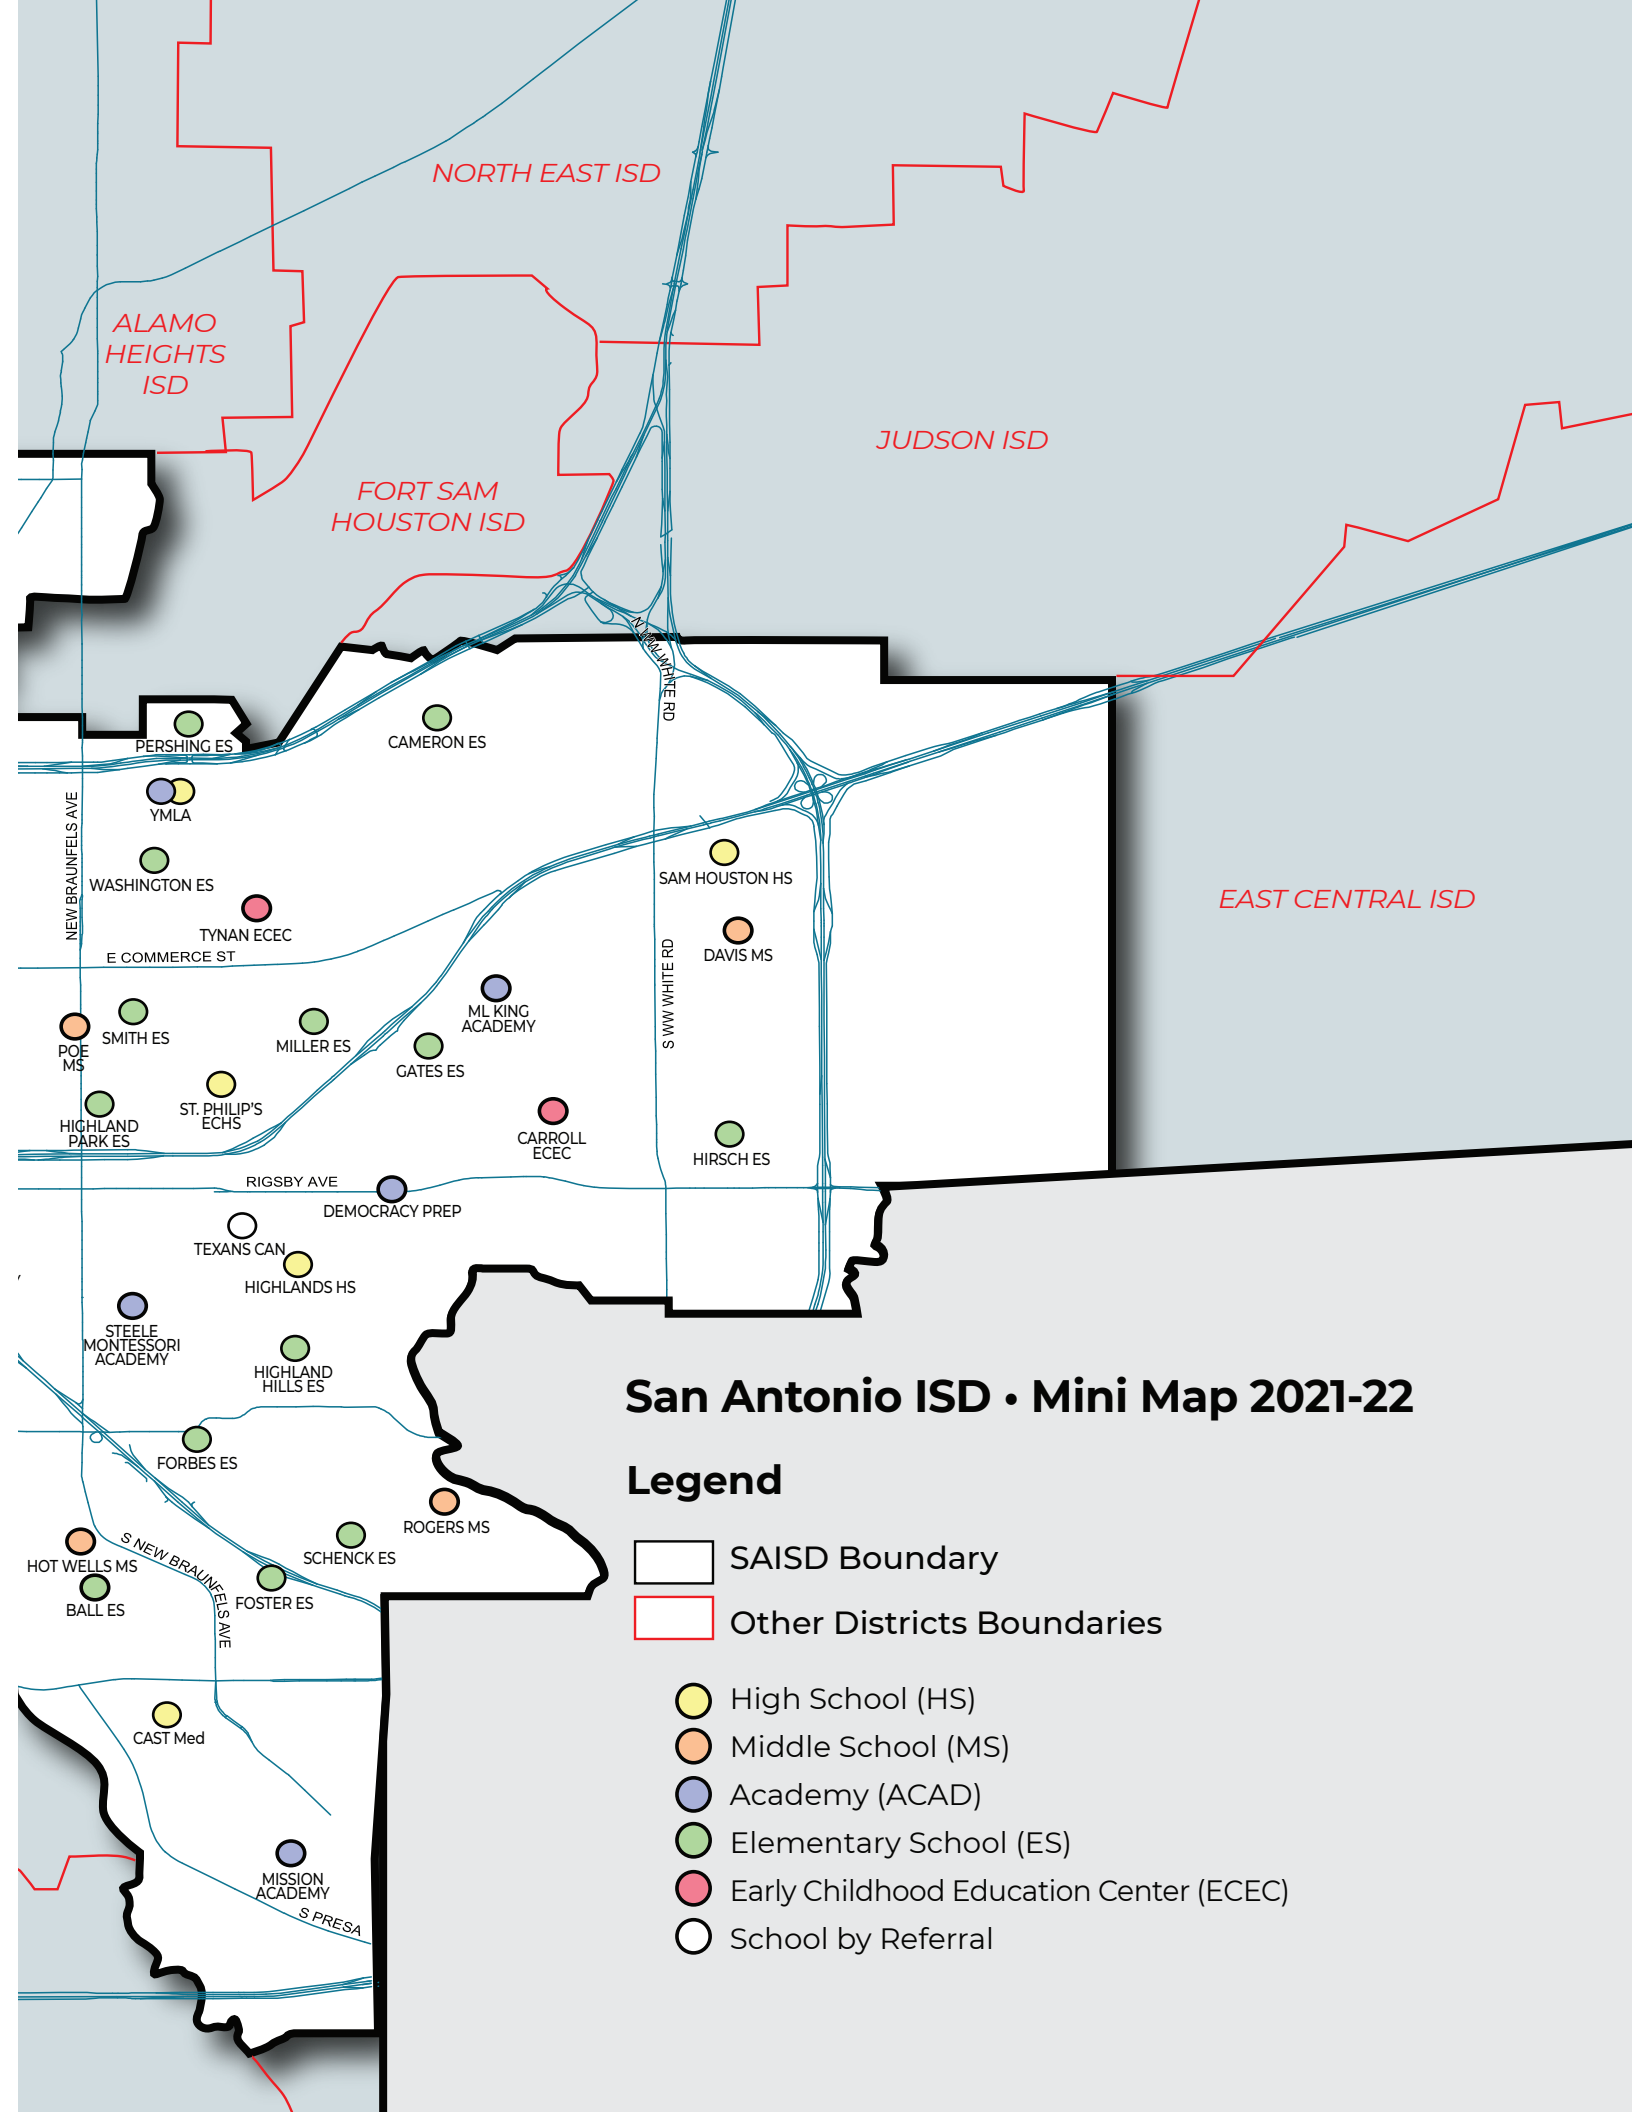 NORTH EAST ISD
ALAMO
HEIGHTS
ISD
JUDSON ISD
FORT SAM
HOUSTON ISD
N WW WHITE RD
PERSHING ES
CAMERON ES
YMLA
NEW BRAUNFELS AVE
WASHINGTON ES
SAM HOUSTON HS
EAST CENTRAL ISD
TYNAN ECEC
E COMMERCE ST
DAVIS MS
S WW WHITE RD
ML KING
ACADEMY
SMITH ES
MILLER ES
POE
MS
GATES ES
ST. PHILIP'S
ECHS
HIGHLAND
PARK ES
CARROLL
ECEC
HIRSCH ES
RIGSBY AVE
DEMOCRACY PREP
TEXANS CAN
HIGHLANDS HS
STEELE
MONTESSORI
ACADEMY
HIGHLAND
HILLS ES
FORBES ES
ROGERS MS
SCHENCK ES
HOT WELLS MS
S NEW BRAUNFELS AVE
BALL ES
FOSTER ES
CAST Med
MISSION
ACADEMY
S PRESA
San Antonio ISD • Mini Map 2021-22
Legend
SAISD Boundary
Other Districts Boundaries
High School (HS)
Middle School (MS)
Academy (ACAD)
Elementary School (ES)
Early Childhood Education Center (ECEC)
School by Referral